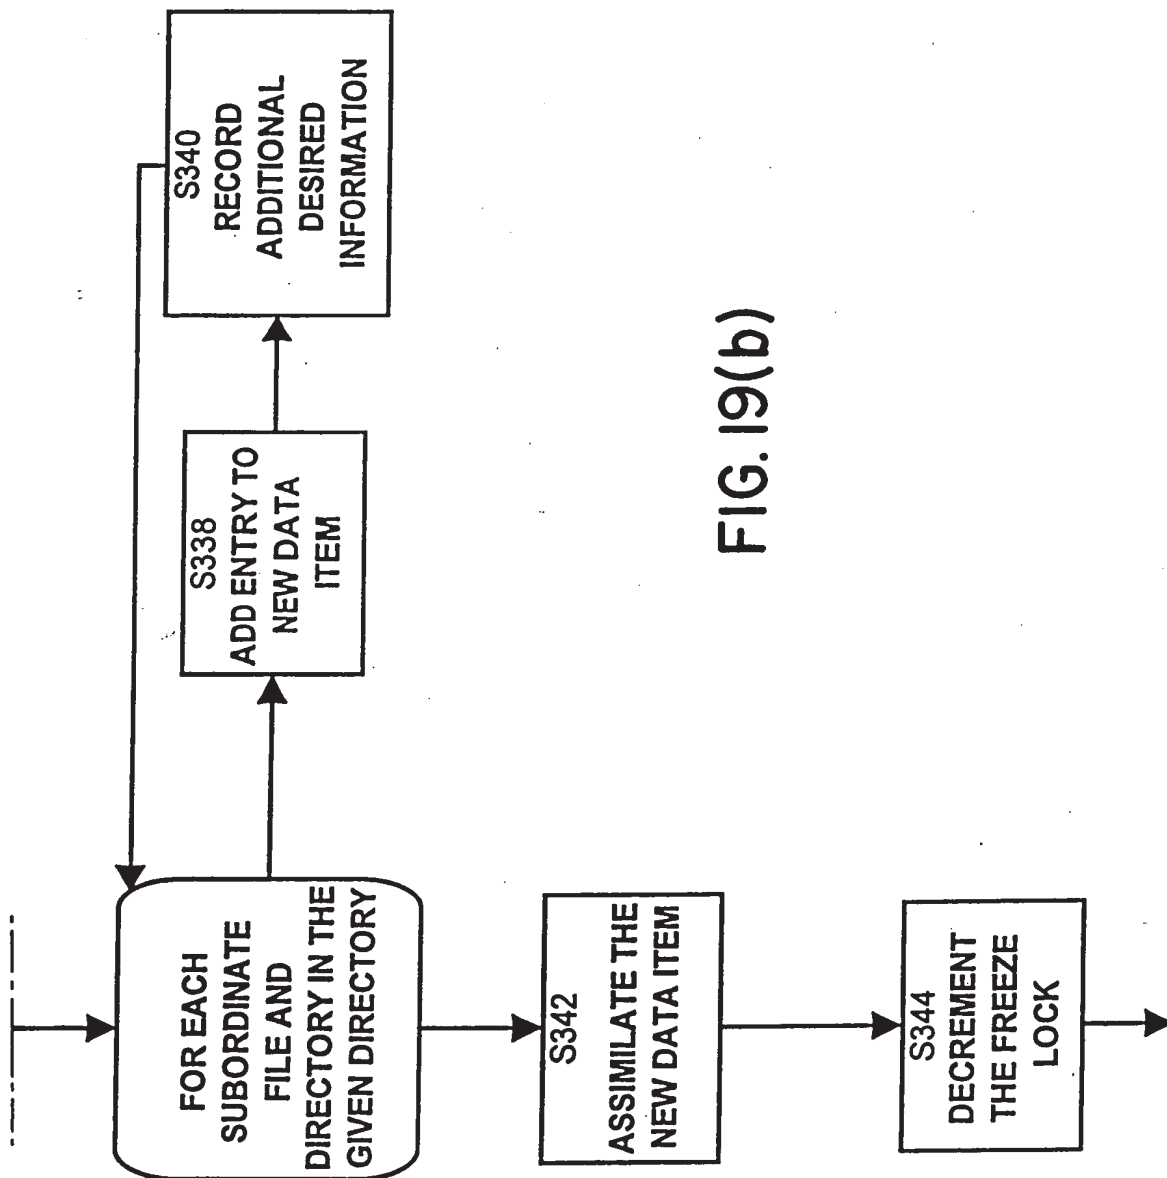 FOR EACH
SUBORDINATE
FILE AND
DIRECTORY IN THE
GIVEN DIRECTORY
S338
ADD ENTRY TO
NEW DATA
ITEM
S340
RECORD
ADDITIONAL
DESIRED
INFORMATION
S342
ASSIMILATE THE
NEW DATA ITEM
S344
DECREMENT
THE FREEZE
LOCK
FIG. 19(b)